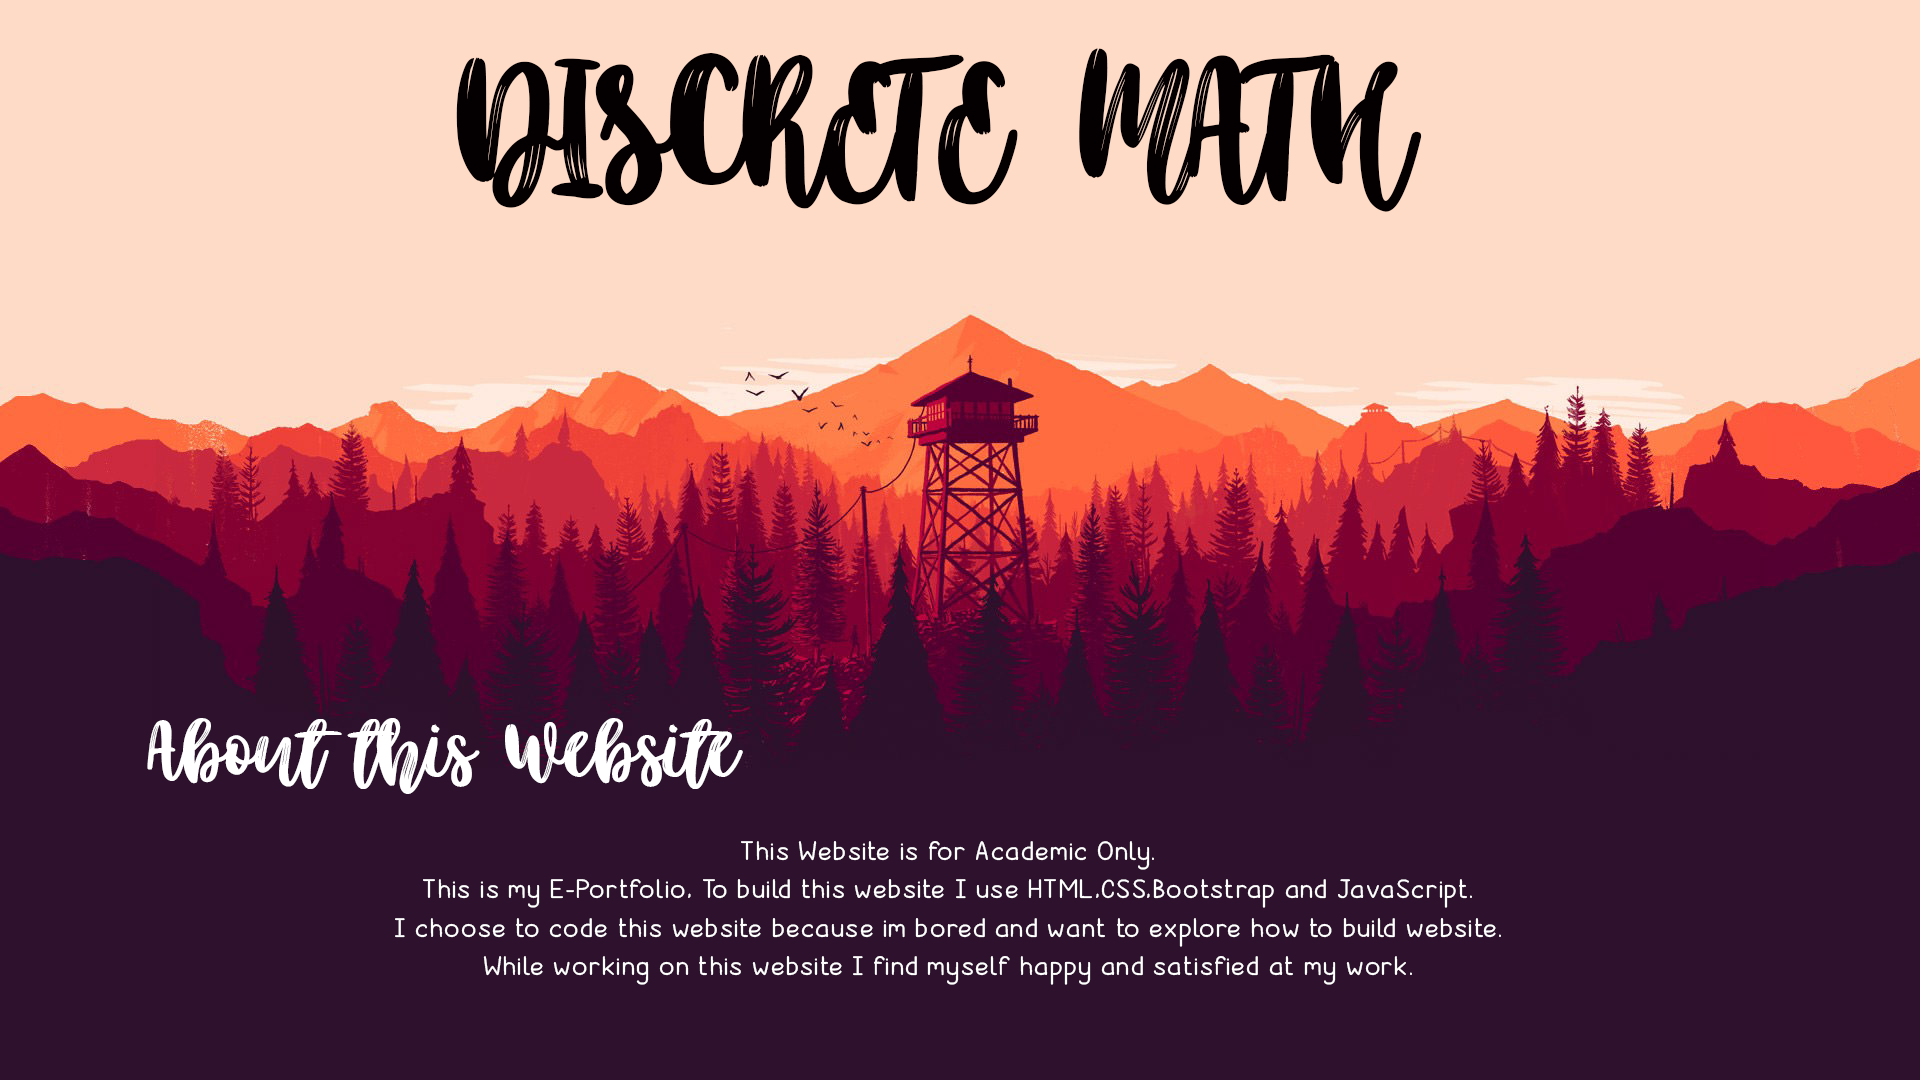 DISCRETE MATH
About this Website
This Website is for Academic Only.
This is my E-Portfolio, To build this website I use HTML,CSS,Bootstrap and JavaScript.
I choose to code this website because im bored and want to explore how to build website.
While working on this website I find myself happy and satisfied at my work.